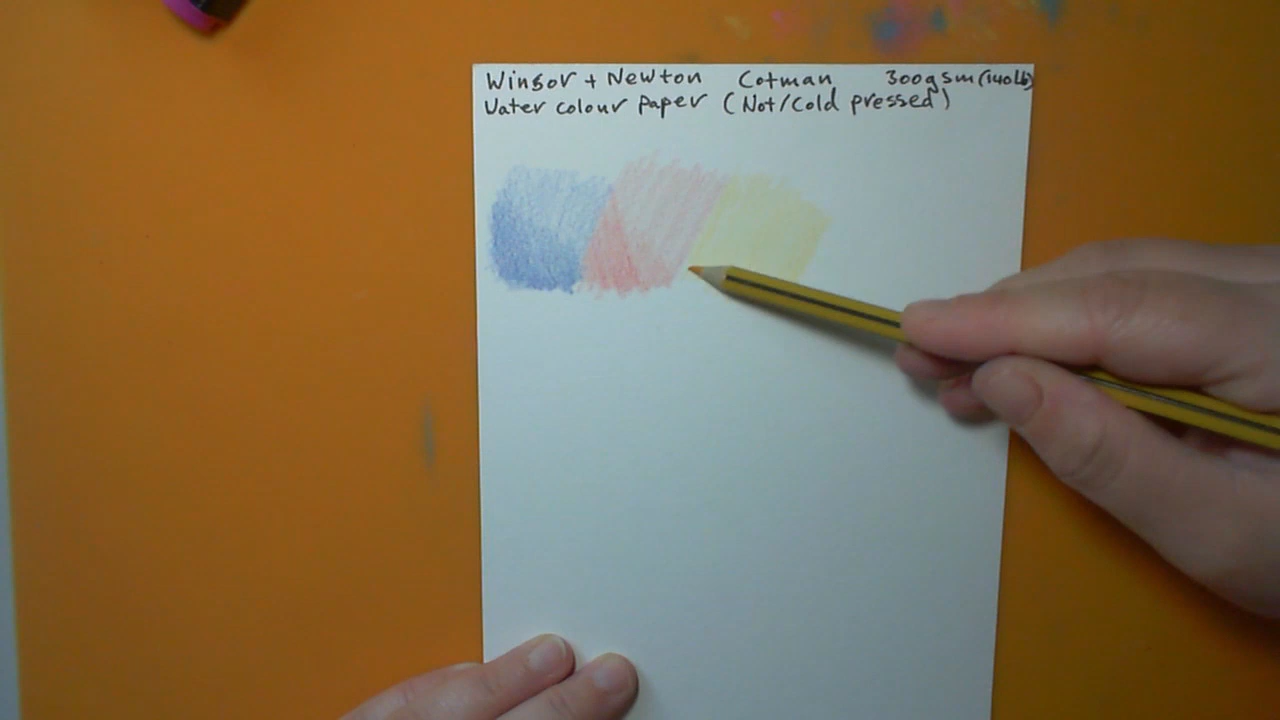 Winsor + Newton Cotman 300gsm (140Lb)
Water colour paper (Not/Cold pressed)